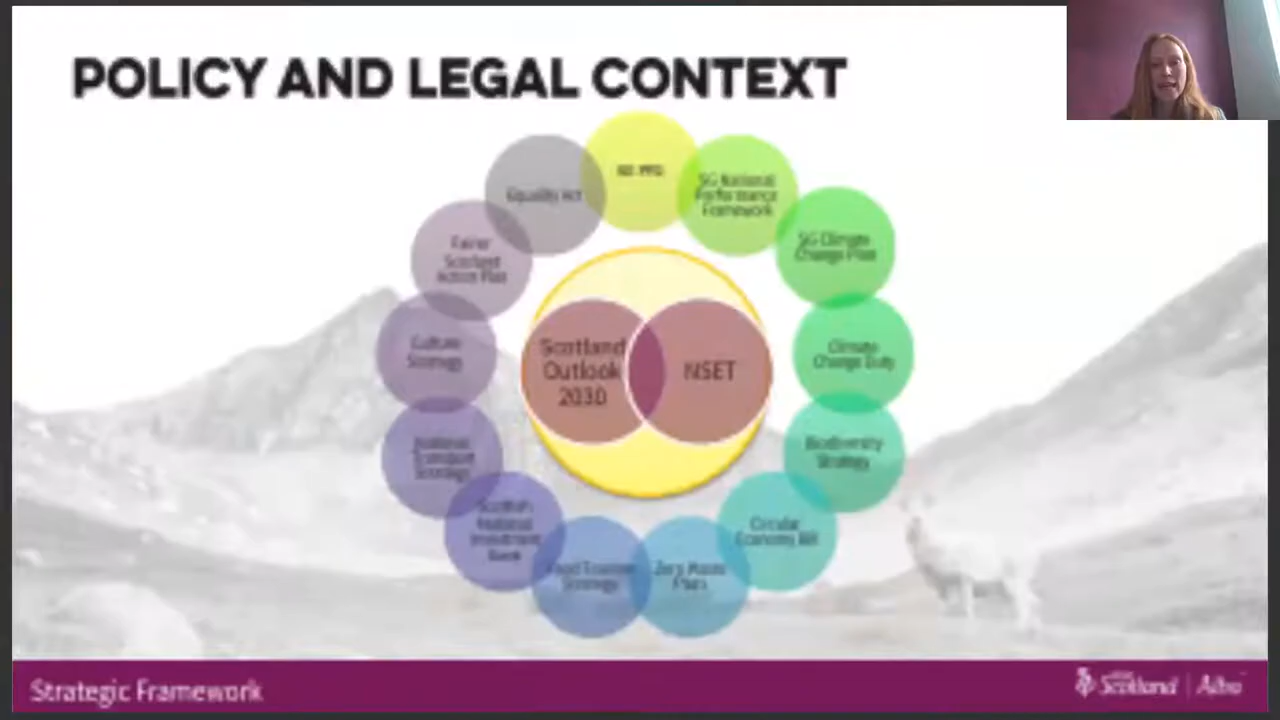 POLICY AND LEGAL CONTEXT
Equality Act
SG National
Performance
Framework
SG Climate
Change Plan
Climate
Change Duty
Biodiversity
Strategy
Circular
Economy Bill
Zero Waste
Plan
Food Tourism
Strategy
Scottish
National
Investment
Bank
National
Transport
Strategy
Culture
Strategy
Fairer
Scotland
Action Plan
Scotland
Outlook
2030
NSET
Strategic Framework
Scotland | Alba